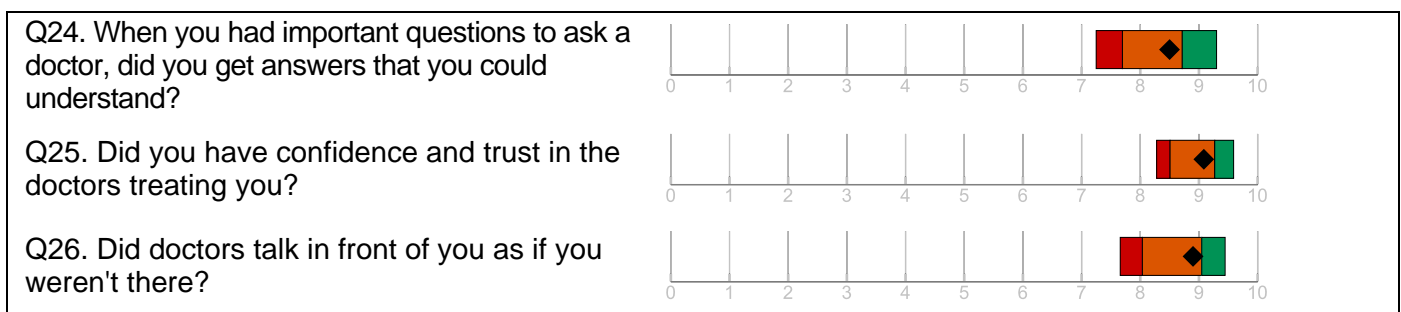 Q24. When you had important questions to ask a
doctor, did you get answers that you could
understand?
0 1 2 3 4 5 6 7 8 9 10
Q25. Did you have confidence and trust in the
doctors treating you?
0 1 2 3 4 5 6 7 8 9 10
Q26. Did doctors talk in front of you as if you
weren't there?
0 1 2 3 4 5 6 7 8 9 10